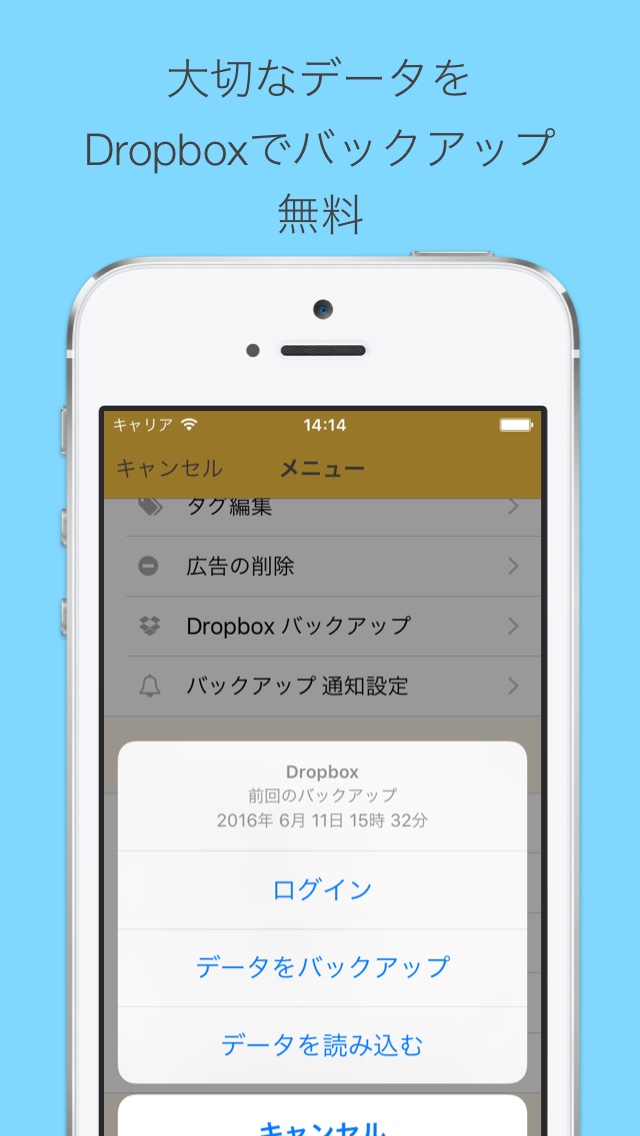 大切なデータを
Dropboxでバックアップ
無料
キャリア 14:14
キャンセル メニュー
タグ編集
広告の削除
Dropbox バックアップ
バックアップ 通知設定
Dropbox
前回のバックアップ
2016年 6月 11日 15時 32分
ログイン
データをバックアップ
データを読み込む
キャンセル